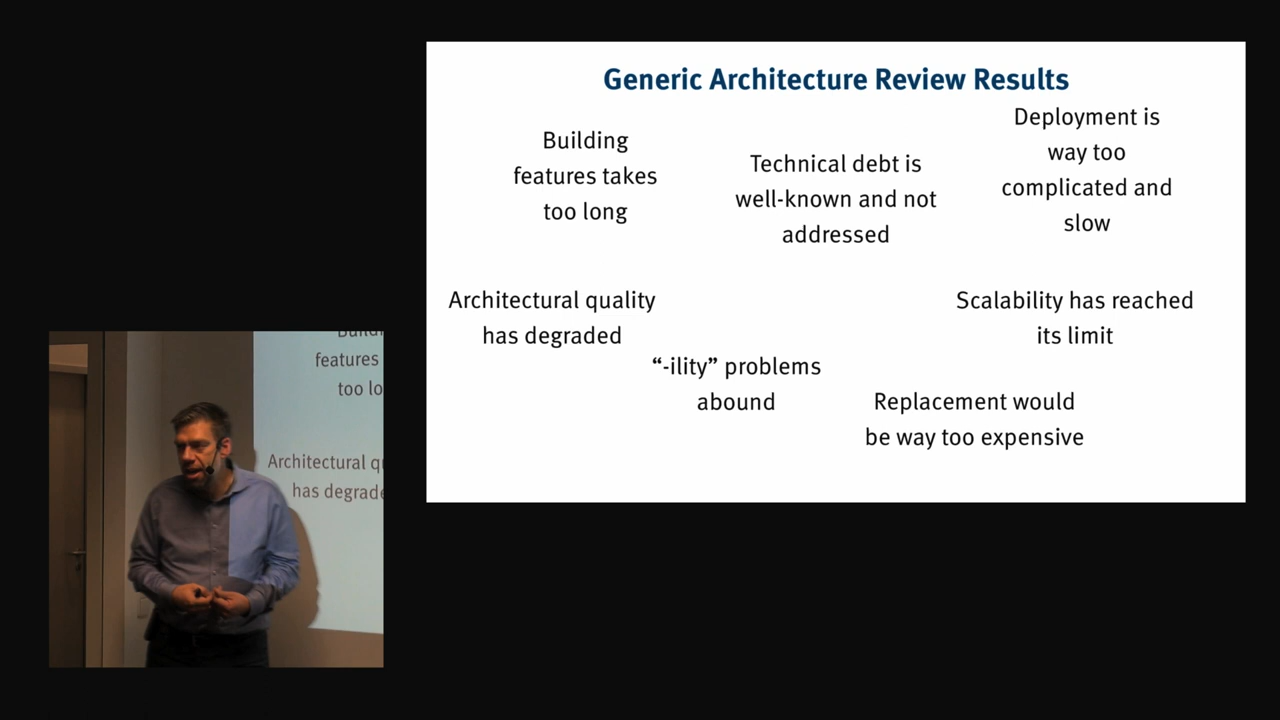 Generic Architecture Review Results
Building
features takes
too long
Technical debt is
well-known and not
addressed
Deployment is
way too
complicated and
slow
Architectural quality
has degraded
Scalability has reached
its limit
“-ility” problems
abound
Replacement would
be way too expensive
features
too lo
Architectural q
has degrade